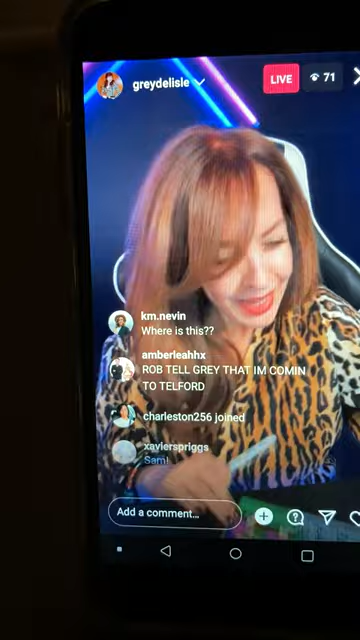 greydelisle
LIVE
71
km.nevin
Where is this??
amberleahhx
ROB TELL GREY THAT IM COMIN
TO TELFORD
charleston256 joined
xavierspriggs
Sam!
Add a comment...